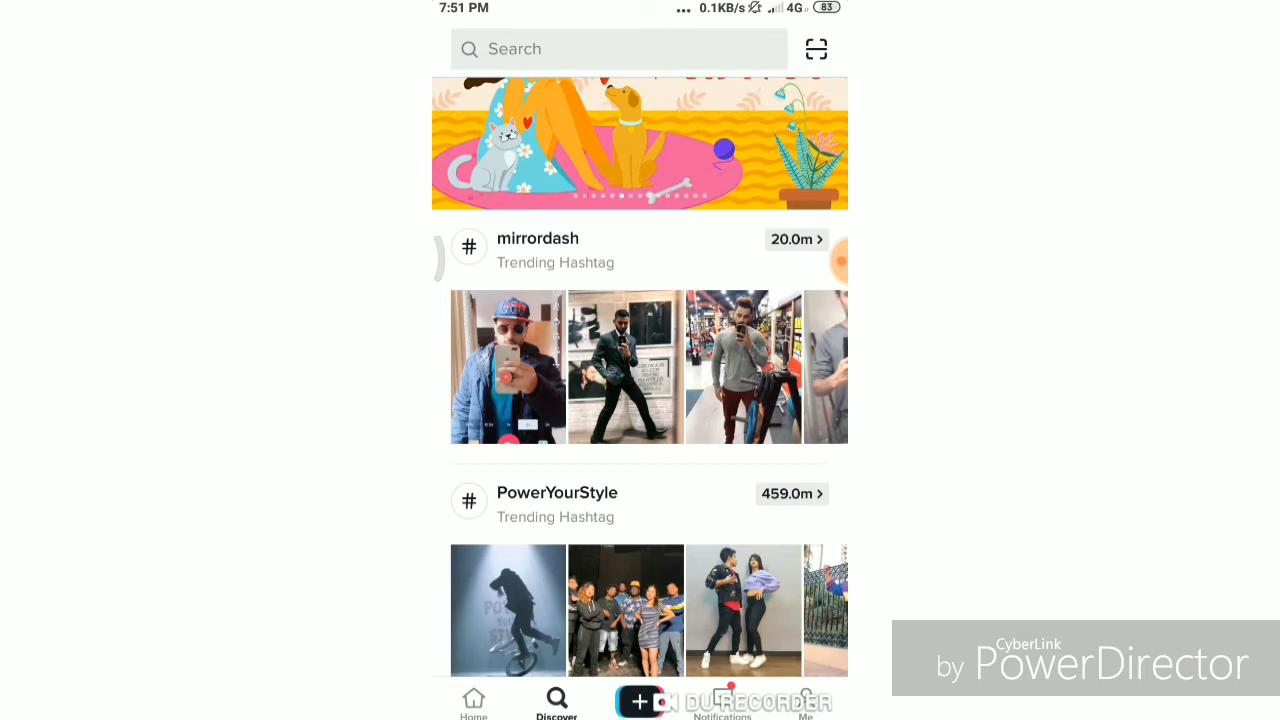 7:51 PM
... 0.1KB/s 4G 83
Search
mirrordash
20.0m >
Trending Hashtag
PowerYourStyle
459.0m >
Trending Hashtag
CyberLink
by PowerDirector
DU RECORDER
Home
Discover
Notifications
Me